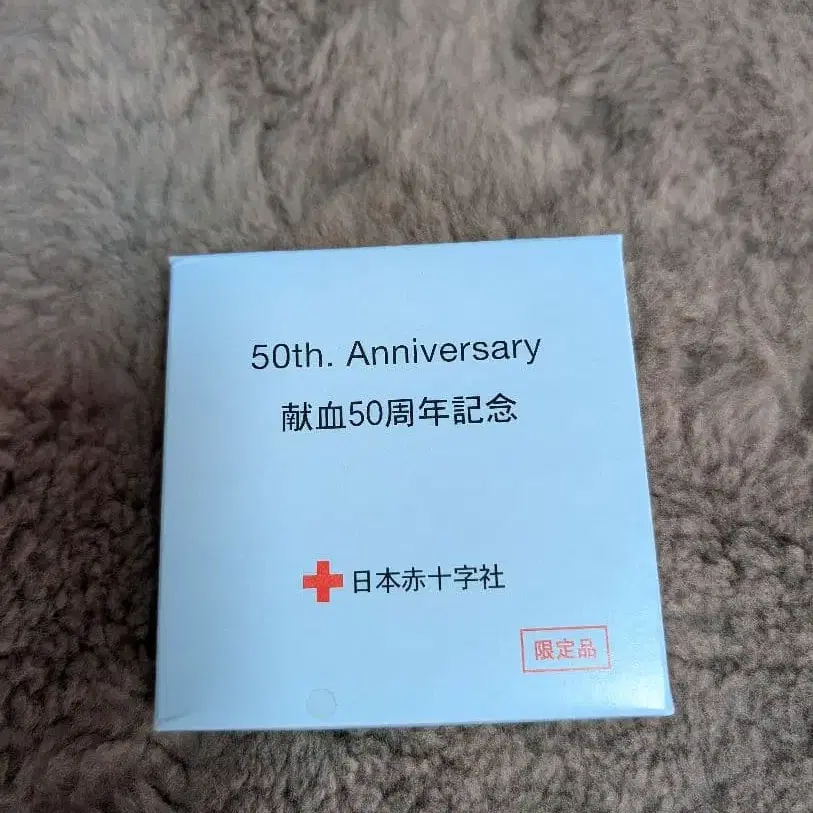 50th. Anniversary
献血50周年記念
日本赤十字社
限定品